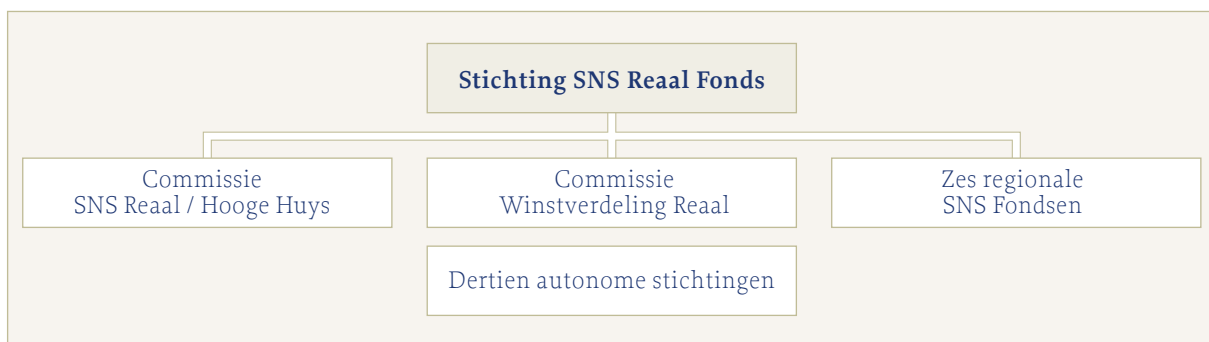 Stichting SNS Reaal Fonds
Commissie
SNS Reaal / Hooge Huys
Commissie
Winstverdeling Reaal
Zes regionale
SNS Fondsen
Dertien autonome stichtingen